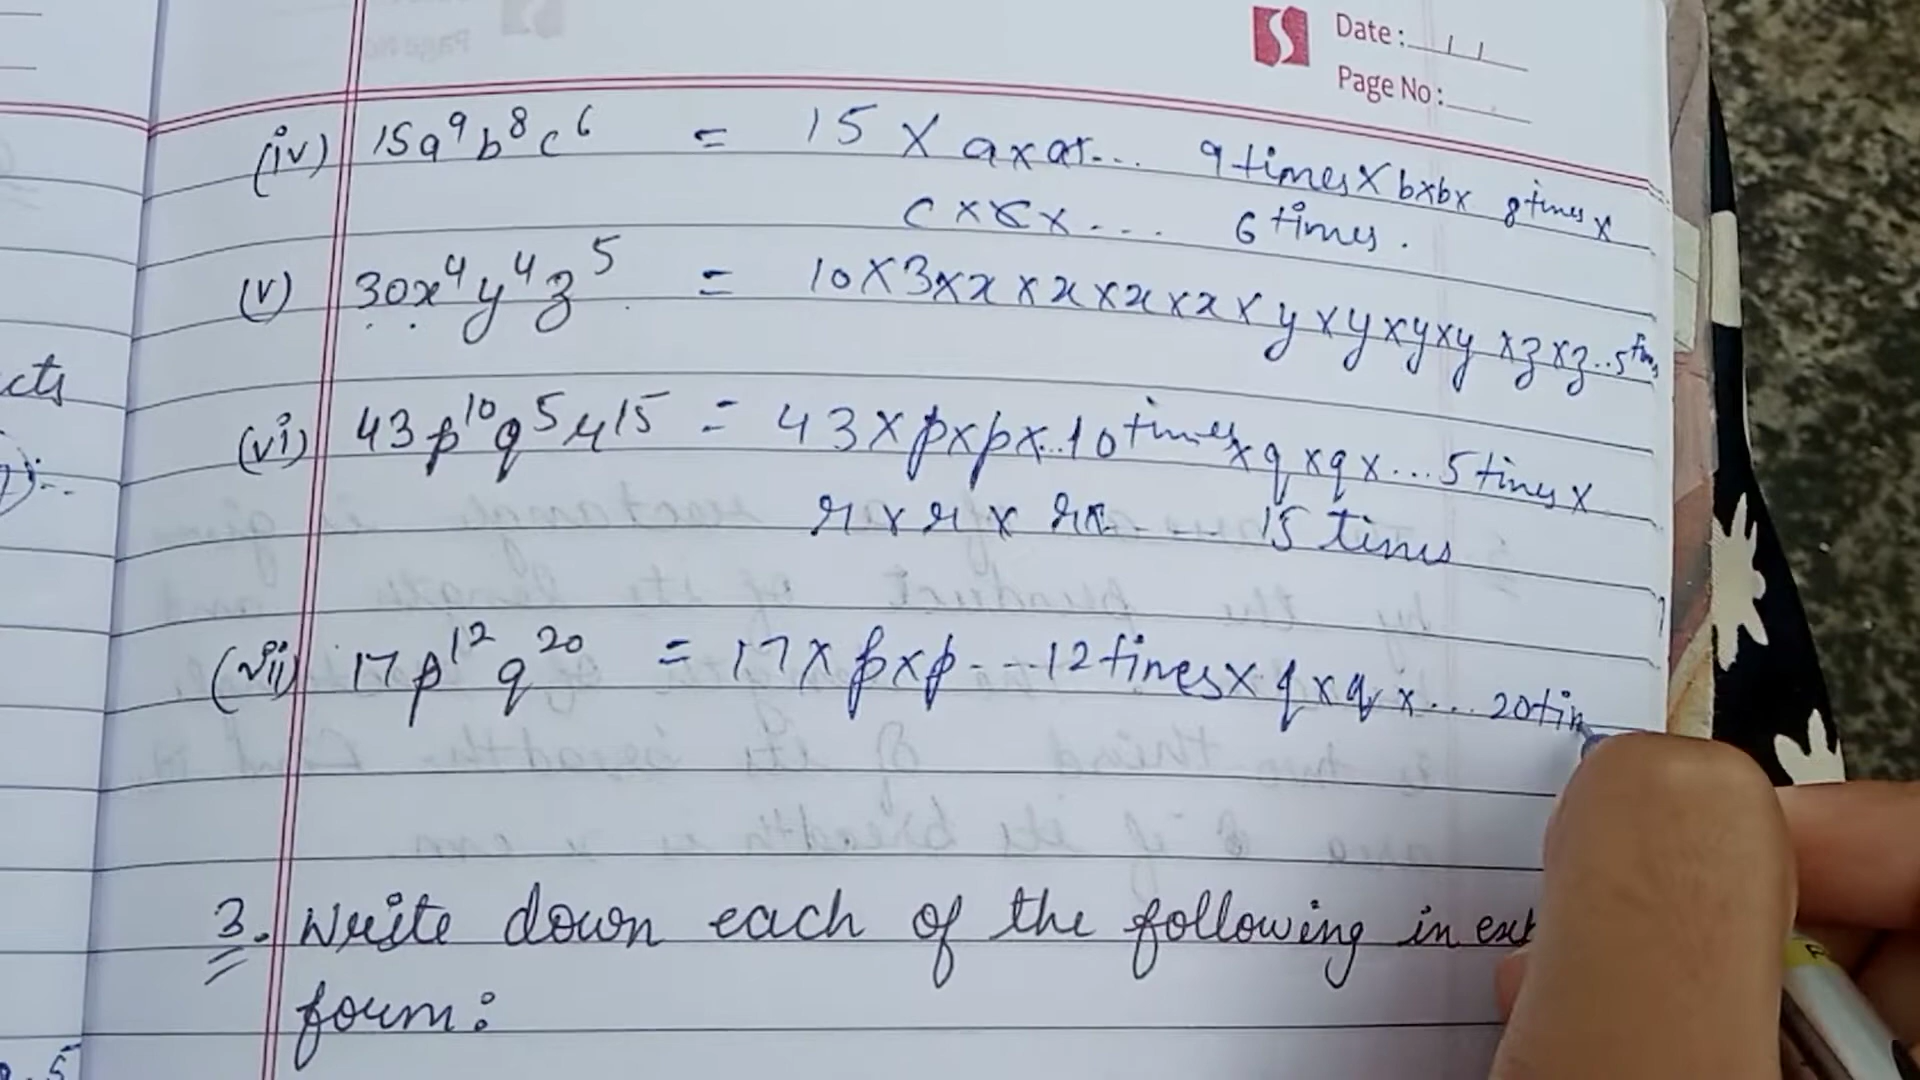 Date: / /
Page No:
(iv) 15a⁹b⁸c⁶ = 15 × a×a×... 9 times × b×b× 8 times ×
c×c×... 6 times.
(v) 30x⁴y⁴z⁵ = 10×3×x×x×x×x×y×y×y×y×z×z..5 times
(vi) 43p¹⁰q⁵r¹⁵ = 43×p×p×..10 times×q×q×...5 times×
r×r×r×.. 15 times
(vii) 17p¹²q²⁰ = 17×p×p---12 times×q×q×...20 tim
3. Write down each of the following in
form:
cts